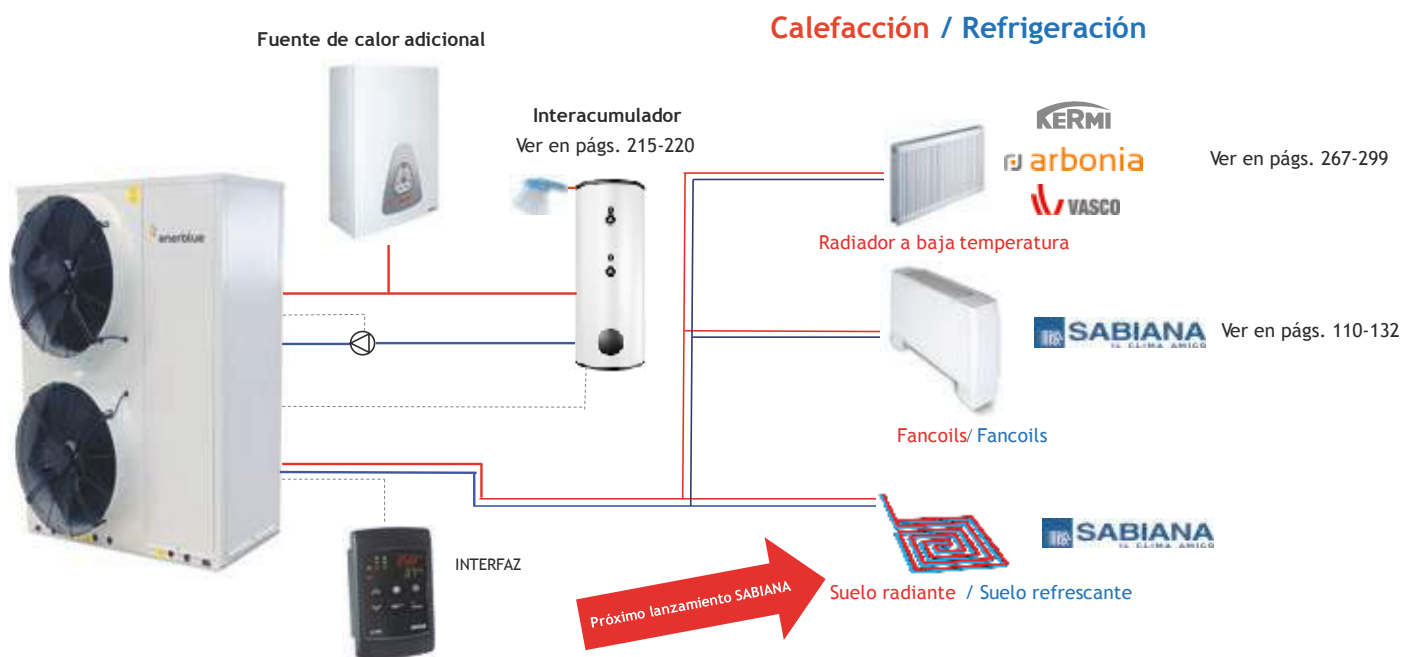 Calefacción / Refrigeración
Fuente de calor adicional
Interacumulador
Ver en págs. 215-220
enerblue
KERMI
arbonia
VASCO
Ver en págs. 267-299
Radiador a baja temperatura
SABIANA
IL CLIMA AMICO
Ver en págs. 110-132
Fancoils/ Fancoils
SABIANA
IL CLIMA AMICO
INTERFAZ
Próximo lanzamiento SABIANA
Suelo radiante / Suelo refrescante